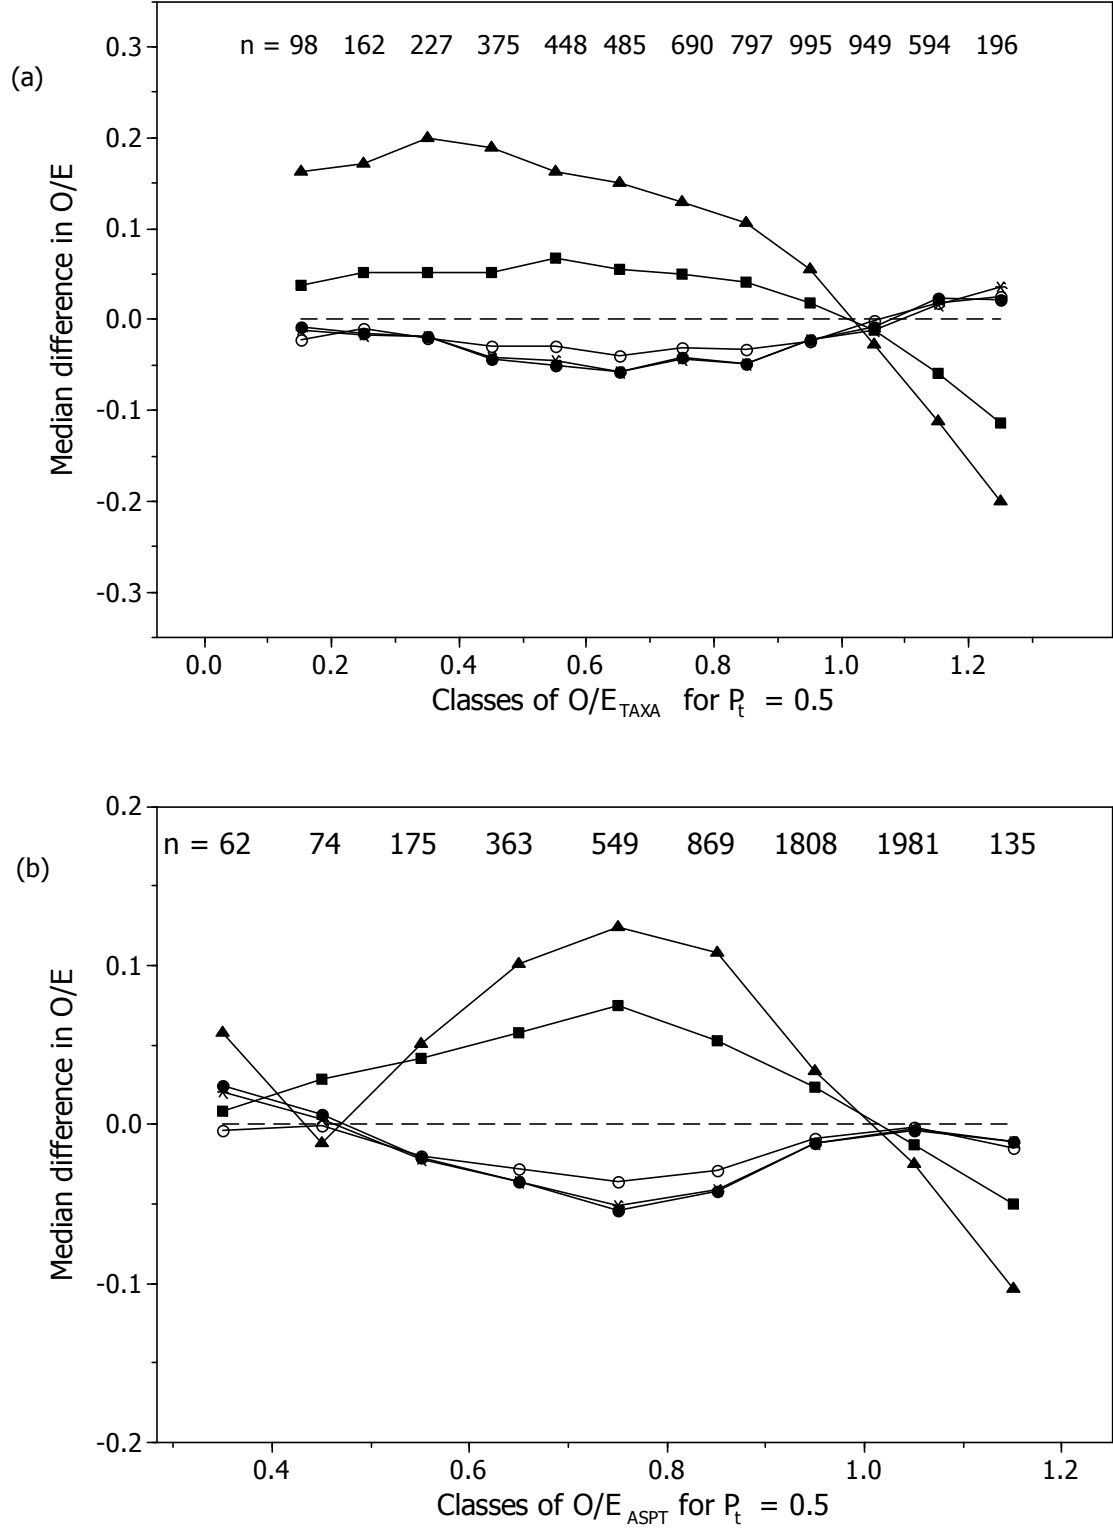 (a)
n = 98 162 227 375 448 485 690 797 995 949 594 196
0.3
0.2
0.1
0.0
-0.1
-0.2
-0.3
Median difference in O/E
0.0 0.2 0.4 0.6 0.8 1.0 1.2
Classes of O/E TAXA for Pt = 0.5
(b)
n = 62 74 175 363 549 869 1808 1981 135
0.2
0.1
0.0
-0.1
-0.2
Median difference in O/E
0.4 0.6 0.8 1.0 1.2
Classes of O/E ASPT for Pt = 0.5